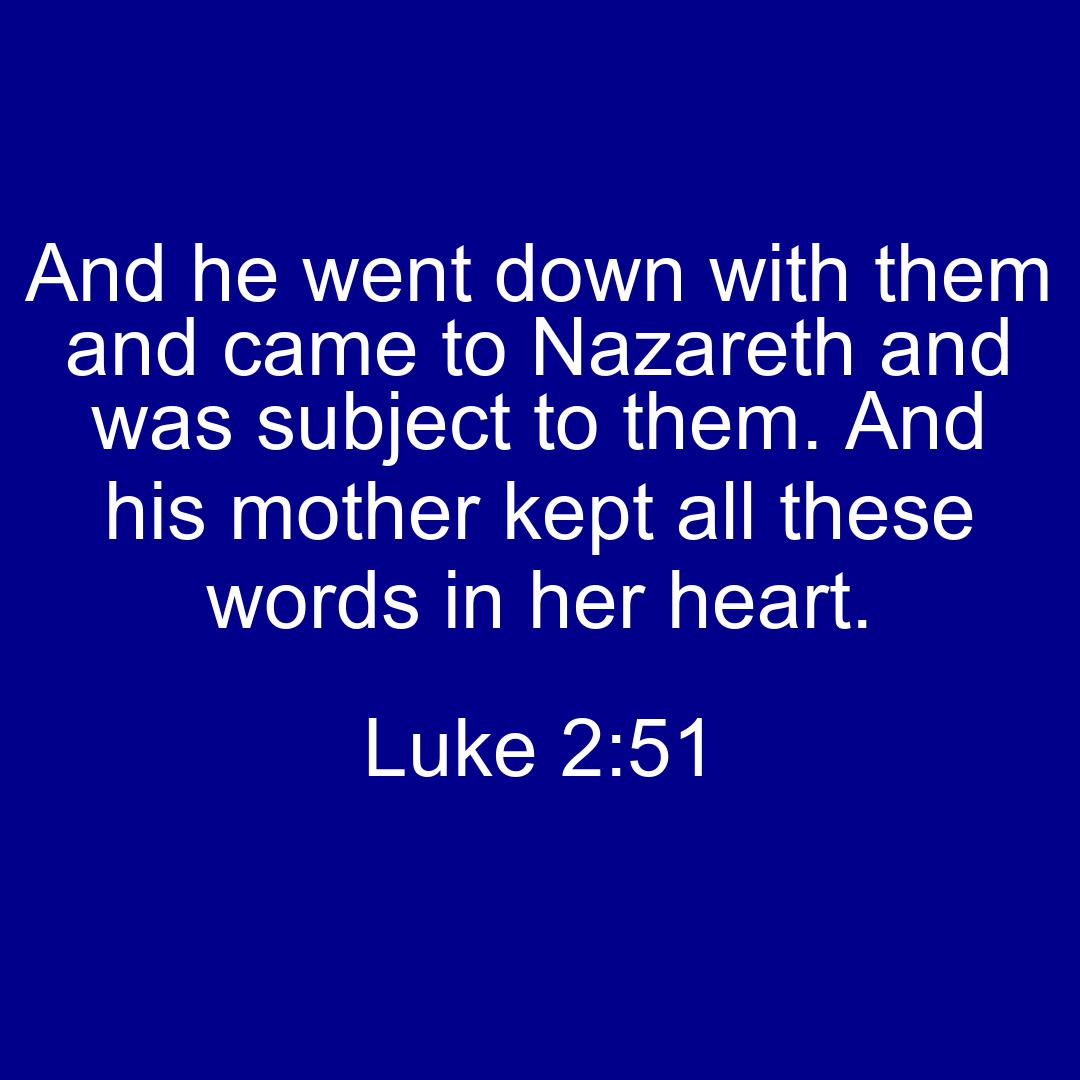 And he went down with them
and came to Nazareth and
was subject to them. And
his mother kept all these
words in her heart.
Luke 2:51